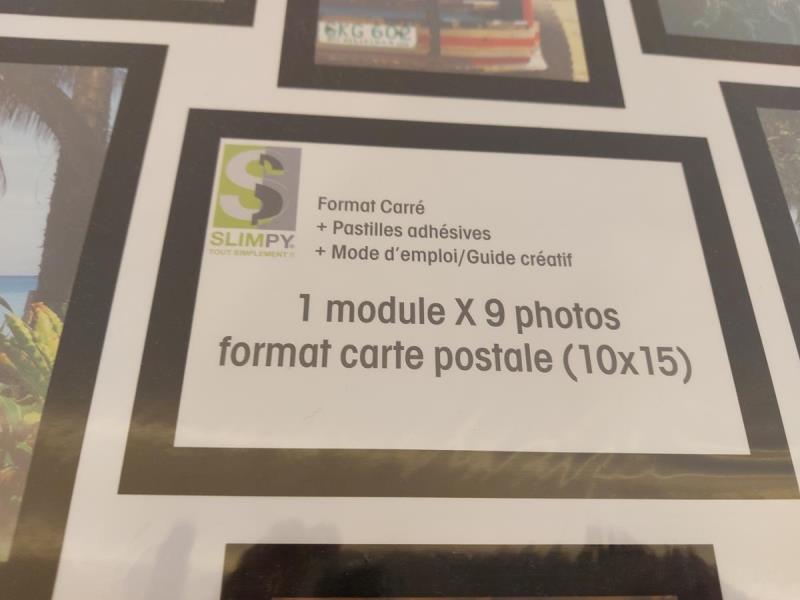 SKG 602
Format Carré
+ Pastilles adhésives
+ Mode d'emploi/Guide créatif
S
SLIMPY
TOUT SIMPLEMENT !!
1 module X 9 photos
format carte postale (10x15)